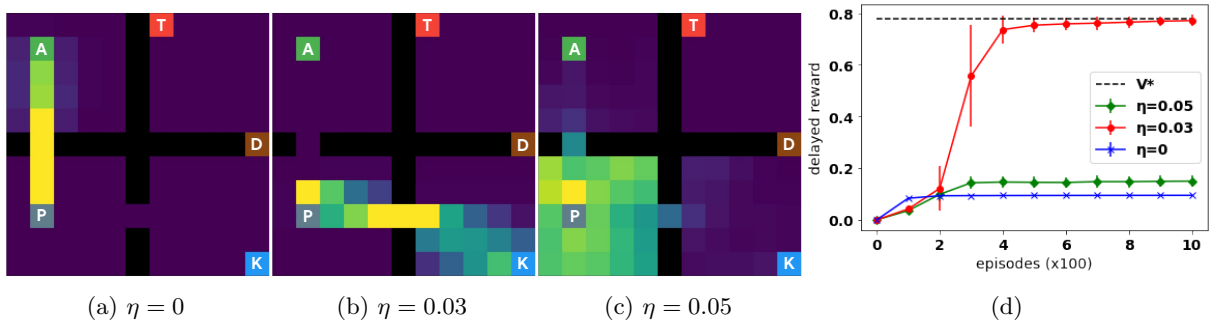 A
T
D
P
K
A
T
D
P
K
A
T
D
P
K
(a) η = 0
(b) η = 0.03
(c) η = 0.05
delayed reward
0.8
0.6
0.4
0.2
0.0
V*
η=0.05
η=0.03
η=0
0 2 4 6 8 10
episodes (x100)
(d)